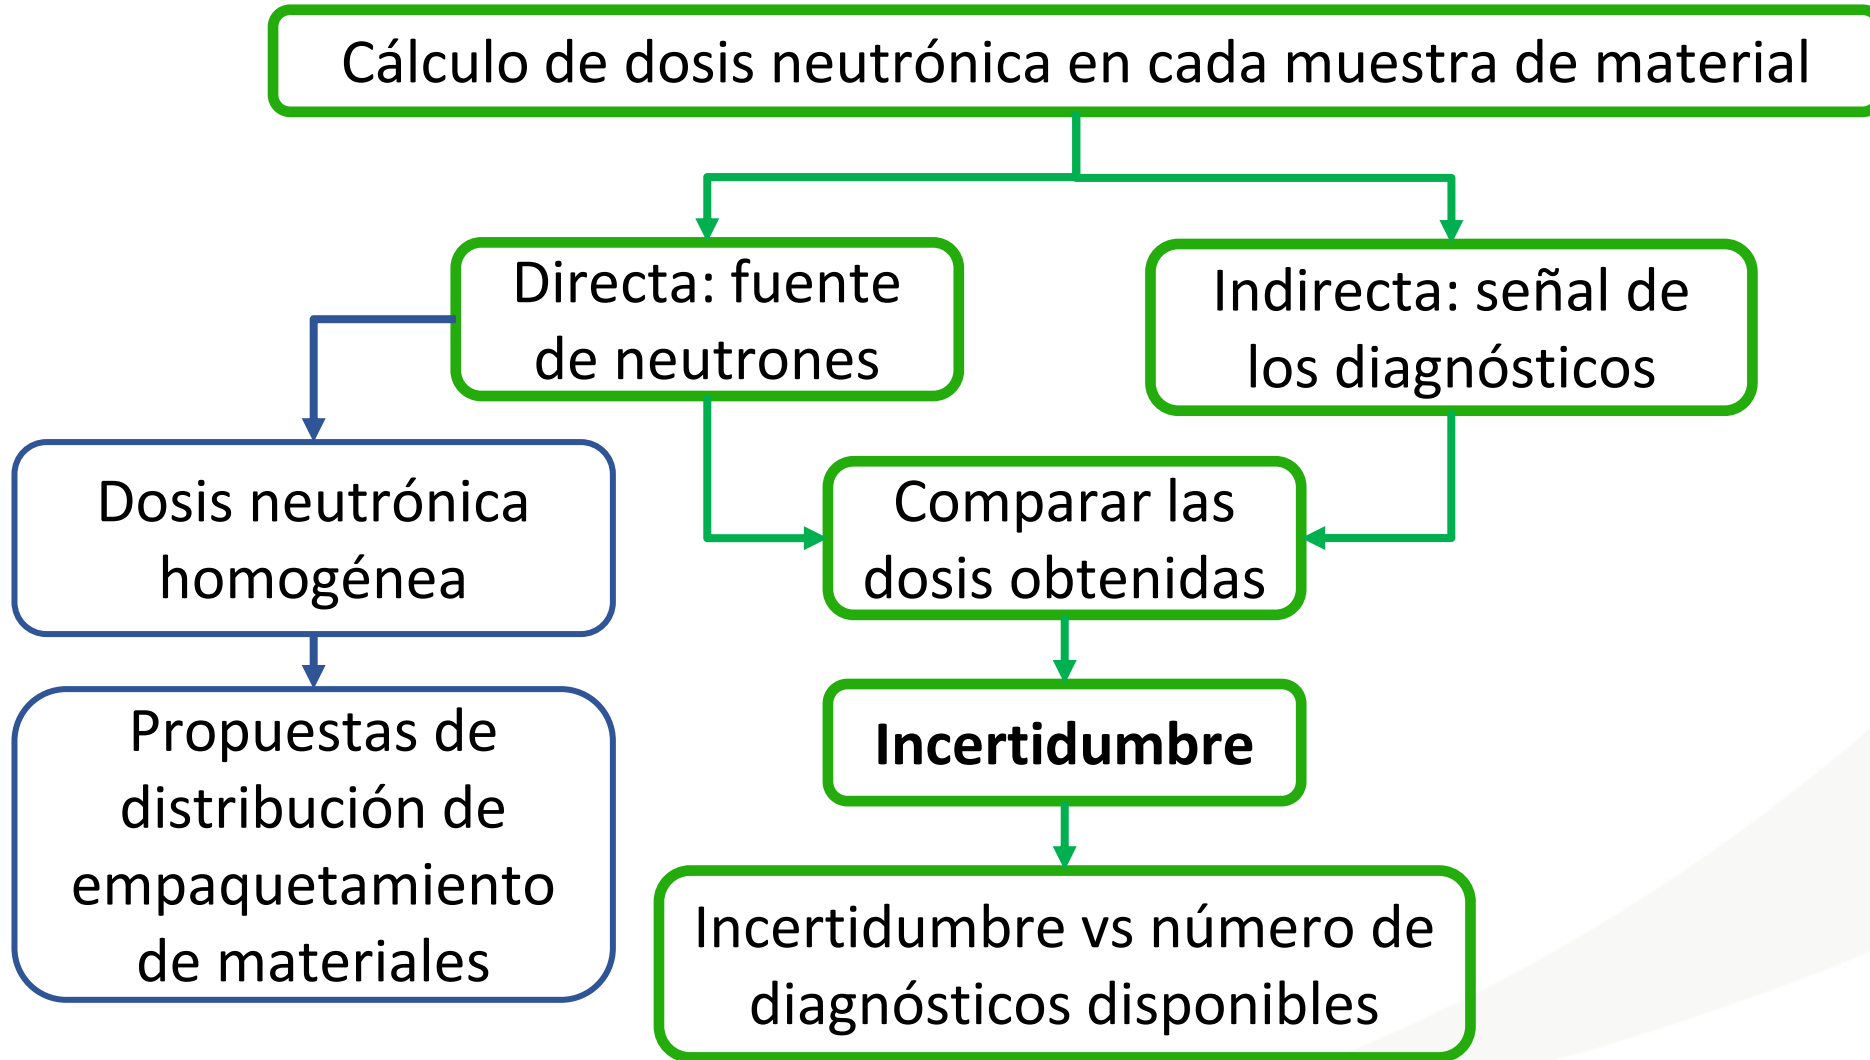 Cálculo de dosis neutrónica en cada muestra de material
Directa: fuente
de neutrones
Indirecta: señal de
los diagnósticos
Dosis neutrónica
homogénea
Comparar las
dosis obtenidas
Propuestas de
distribución de
empaquetamiento
de materiales
Incertidumbre
Incertidumbre vs número de
diagnósticos disponibles